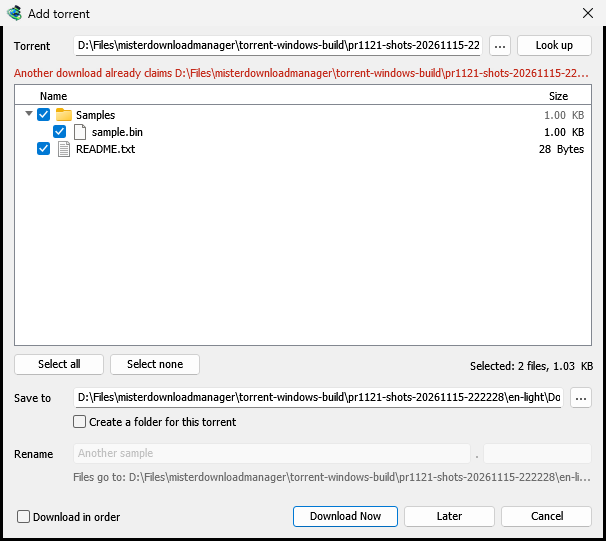 Add torrent
Torrent D:\Files\misterdownloadmanager\torrent-windows-build\pr1121-shots-20261115-22 ... Look up
Another download already claims D:\Files\misterdownloadmanager\torrent-windows-build\pr1121-shots-20261115-22...
Name Size
Samples 1.00 KB
sample.bin 1.00 KB
README.txt 28 Bytes
Select all Select none Selected: 2 files, 1.03 KB
Save to D:\Files\misterdownloadmanager\torrent-windows-build\pr1121-shots-20261115-222228\en-light\Do ...
Create a folder for this torrent
Rename Another sample .
Files go to: D:\Files\misterdownloadmanager\torrent-windows-build\pr1121-shots-20261115-222228\en-li...
Download in order Download Now Later Cancel